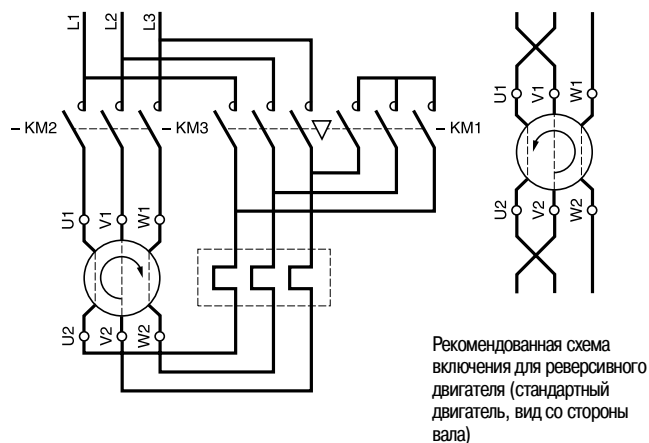 L1
L2
L3
– KM2
– KM3
– KM1
U1
V1
W1
U2
V2
W2
U1
V1
W1
U2
V2
W2
Рекомендованная схема
включения для реверсивного
двигателя (стандартный
двигатель, вид со стороны
вала)